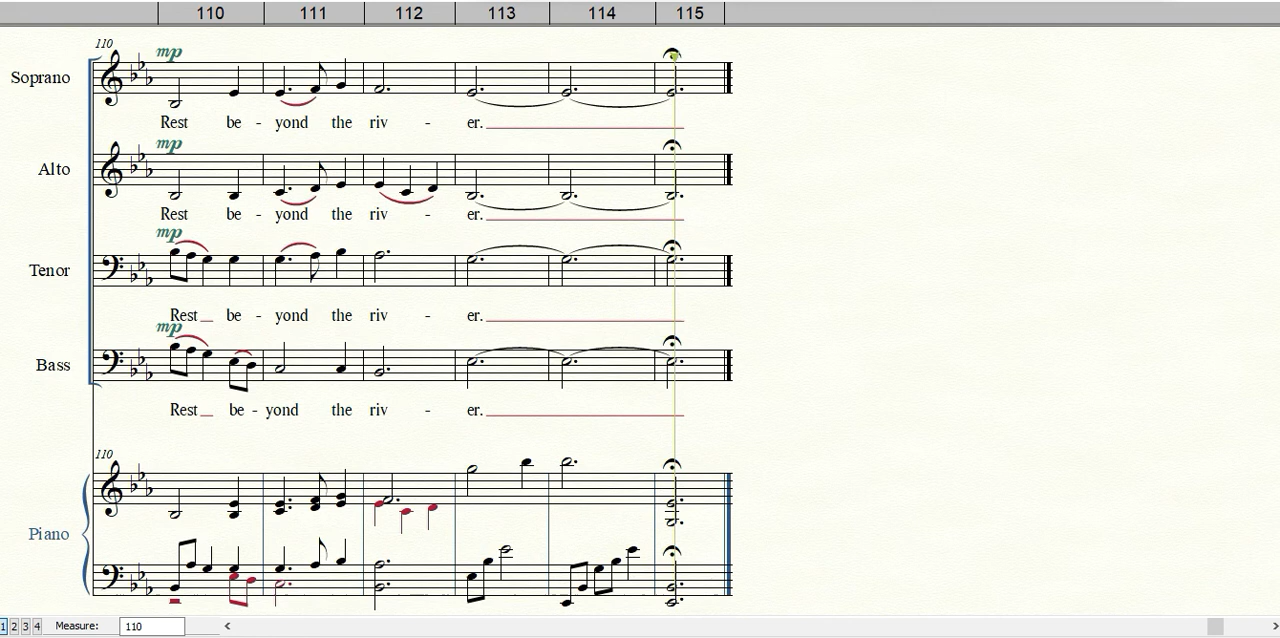 110 111 112 113 114 115
110
mp
Soprano
Rest be - yond the riv - er.
mp
Alto
Rest be - yond the riv - er.
mp
Tenor
Rest be - yond the riv - er.
mp
Bass
Rest be - yond the riv - er.
110
Piano
1 2 3 4 Measure: 110